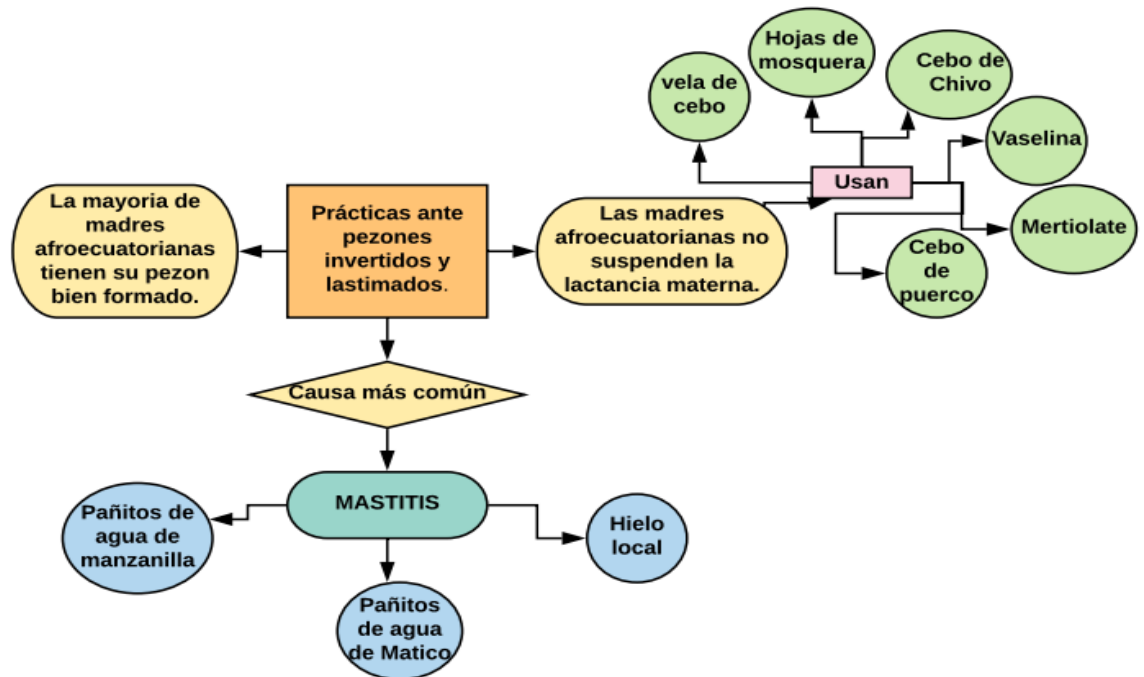 Hojas de
mosquera
Cebo de
Chivo
vela de
cebo
Vaselina
Usan
Mertiolate
Cebo
de
puerco
La mayoria de
madres
afroecuatorianas
tienen su pezon
bien formado.
Prácticas ante
pezones
invertidos y
lastimados.
Las madres
afroecuatorianas no
suspenden la
lactancia materna.
Causa más común
MASTITIS
Pañitos de
agua de
manzanilla
Hielo
local
Pañitos
de agua
de Matico